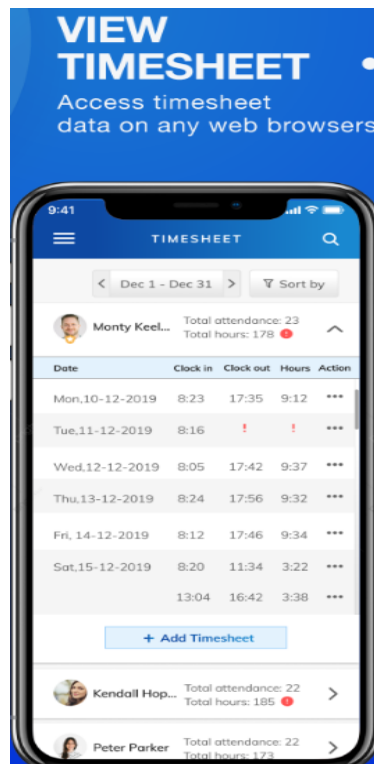 VIEW
TIMESHEET
Access timesheet
data on any web browsers
9:41
TIMESHEET
< Dec 1 - Dec 31 > Sort by
Monty Keel... Total attendance: 23
Total hours: 178 !
Date Clock in Clock out Hours Action
Mon,10-12-2019 8:23 17:35 9:12 •••
Tue,11-12-2019 8:16 ! ! •••
Wed,12-12-2019 8:05 17:42 9:37 •••
Thu,13-12-2019 8:24 17:56 9:32 •••
Fri, 14-12-2019 8:12 17:46 9:34 •••
Sat,15-12-2019 8:20 11:34 3:22 •••
13:04 16:42 3:38 •••
+ Add Timesheet
Kendall Hop... Total attendance: 22
Total hours: 185 !
Peter Parker Total attendance: 22
Total hours: 173